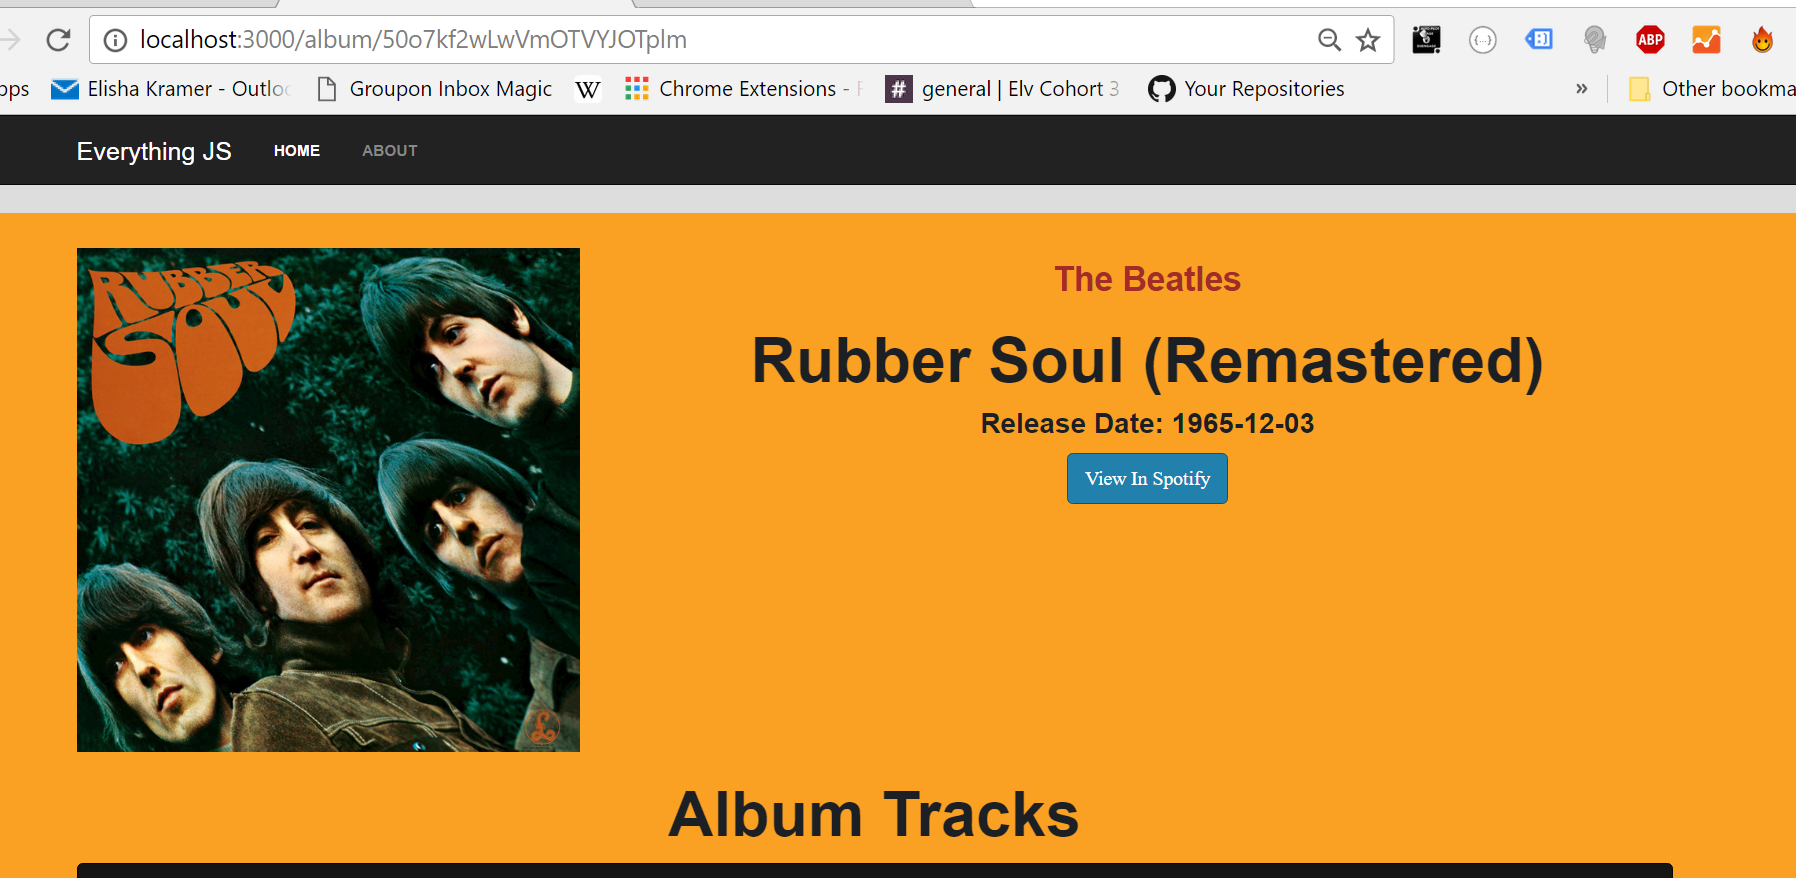 localhost:3000/album/50o7kf2wLwVmOTVYJOTplm
ABP
pps Elisha Kramer - Outloo Groupon Inbox Magic W Chrome Extensions - F # general | Elv Cohort 3 Your Repositories » Other bookma
Everything JS HOME ABOUT
RUBBER
SOUL
The Beatles
Rubber Soul (Remastered)
Release Date: 1965-12-03
View In Spotify
Album Tracks